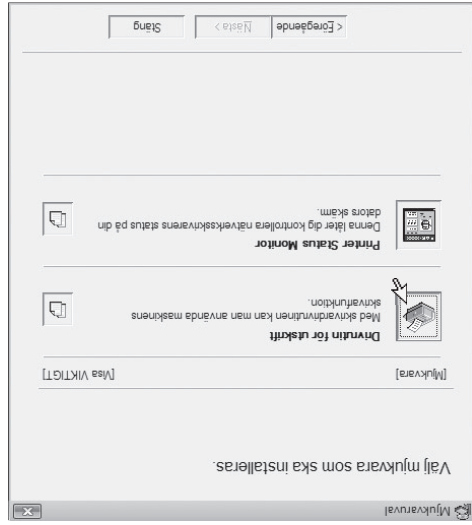 Mjukvaruval
Välj mjukvara som ska installeras.
[Mjukvara] [Visa VIKTIGT]
Drivrutin för utskrift
Med skrivardrivrutinen kan man använda maskinens
skrivarfunktion.
Printer Status Monitor
Denna låter dig kontrollera nätverksskrivarens status på din
dators skärm.
< Föregående Nästa > Stäng